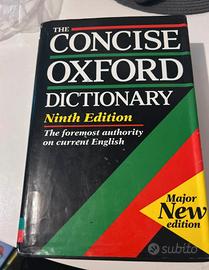 THE
CONCISE
OXFORD
DICTIONARY
Ninth Edition
The foremost authority
on current English
Major
New
edition
subito